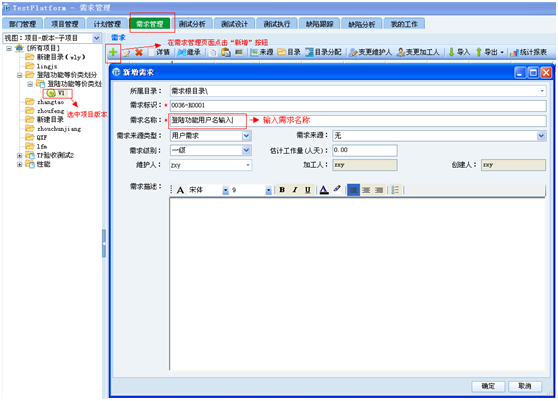 TestPlatform - 需求管理
部门管理 项目管理 计划管理 需求管理 测试分析 测试设计 测试执行 缺陷跟踪 缺陷分析 我的工作
视图：项目-版本-子项目
需求
在需求管理页面点击“新增”按钮
详情 继承 来源 目录 目录分配 变更维护人 变更加工人 导入 导出 统计报表
[所有项目]
新建目录(wly)
lingjs
登陆功能等价类划分
登陆功能等价类划
V1
选中项目版本
zhangtao
zhoufeng
新建目录
zhouchunjiang
QIF
lfm
TP验收测试2
性能
新增需求
所属目录： 需求根目录\
需求标识： 0036-R0001
需求名称： 登陆功能用户名输入 输入需求名称
需求来源类型： 用户需求 需求来源： 无
需求级别： 一级 估计工作量(人天)： 0.00
维护人： zxy 加工人： zxy 创建人： zxy
需求描述： A 宋体 9 B I U A
确定 取消